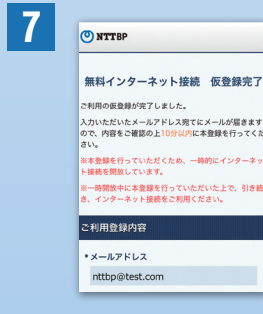 7
NTTBP
無料インターネット接続　仮登録完了
ご利用の仮登録が完了しました。
入力いただいたメールアドレス宛てにメールが届きます
ので、内容をご確認の上10分以内に本登録を行ってくだ
さい。
※本登録を行っていただくため、一時的にインターネッ
ト接続を開放しています。
※一時開放中に本登録を行っていただいた上で、引き続
き、インターネット接続をご利用ください。
ご利用登録内容
・メールアドレス
nttbp@test.com